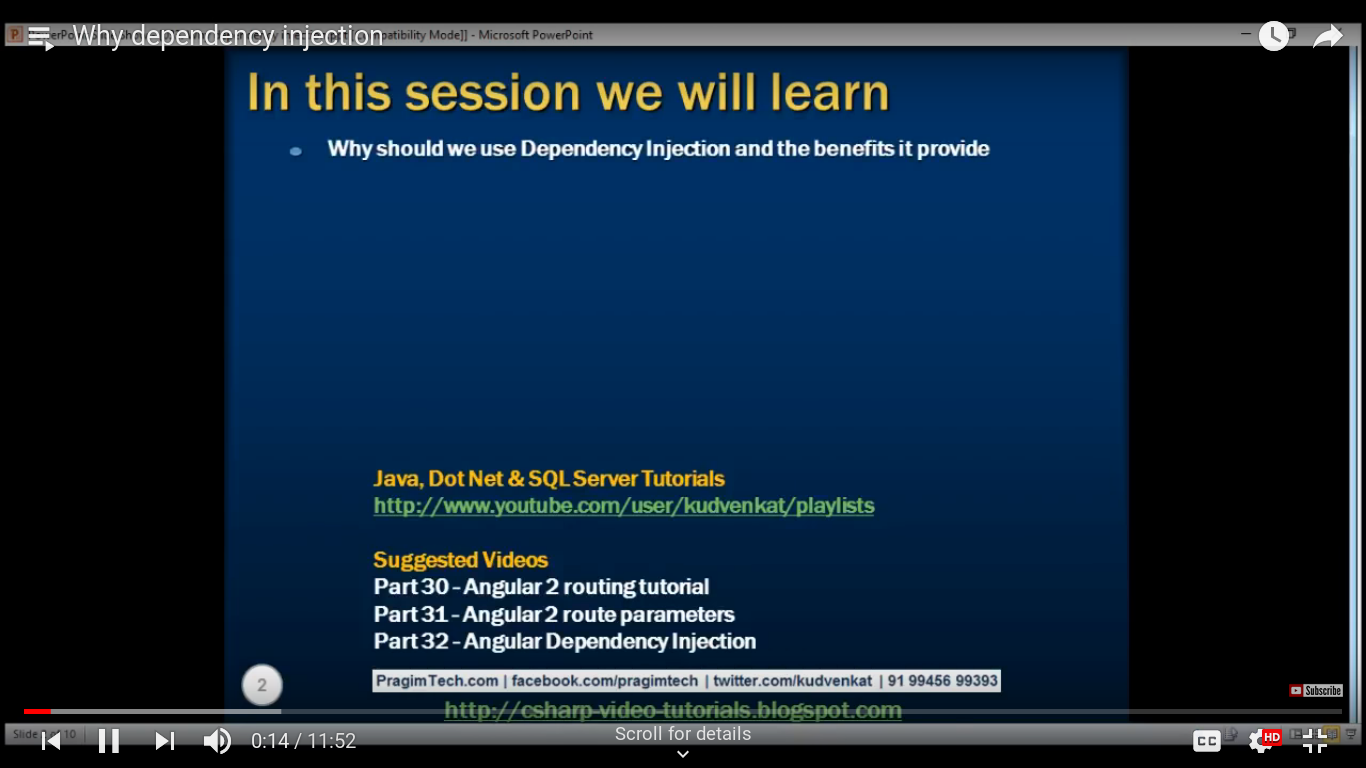 Why dependency injection
patibility Mode]] - Microsoft PowerPoint
In this session we will learn
Why should we use Dependency Injection and the benefits it provide
Java, Dot Net & SQL Server Tutorials
http://www.youtube.com/user/kudvenkat/playlists
Suggested Videos
Part 30 - Angular 2 routing tutorial
Part 31 - Angular 2 route parameters
Part 32 - Angular Dependency Injection
2
PragimTech.com | facebook.com/pragimtech | twitter.com/kudvenkat | 91 99456 99393
Subscribe
http://csharp-video-tutorials.blogspot.com
Slide
10
0:14 / 11:52
Scroll for details
CC
HD